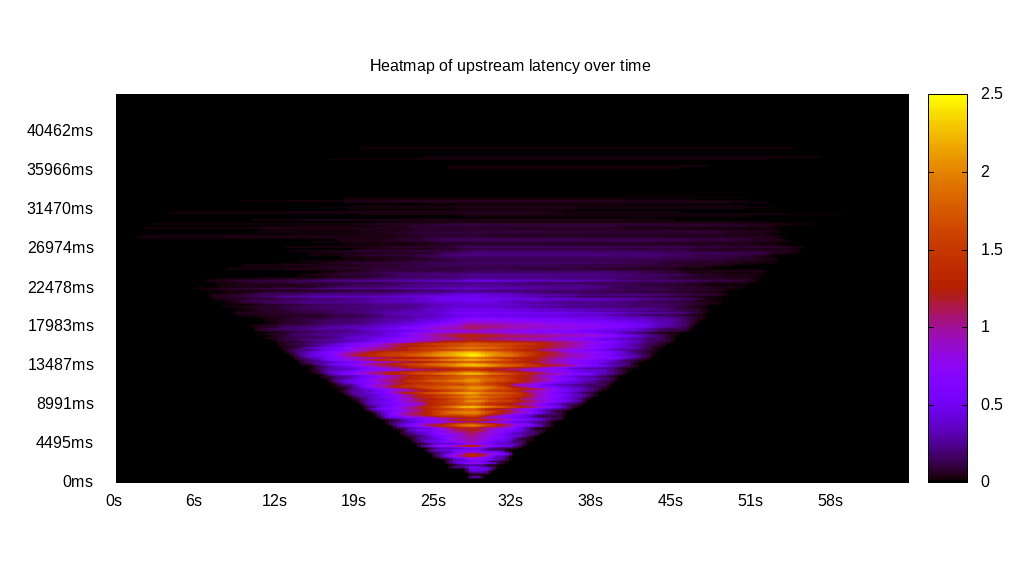 Heatmap of upstream latency over time
40462ms
35966ms
31470ms
26974ms
22478ms
17983ms
13487ms
8991ms
4495ms
0ms
0s 6s 12s 19s 25s 32s 38s 45s 51s 58s
2.5
2
1.5
1
0.5
0